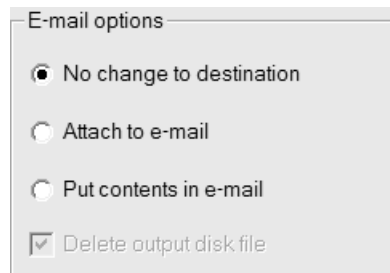 E-mail options
No change to destination
Attach to e-mail
Put contents in e-mail
Delete output disk file